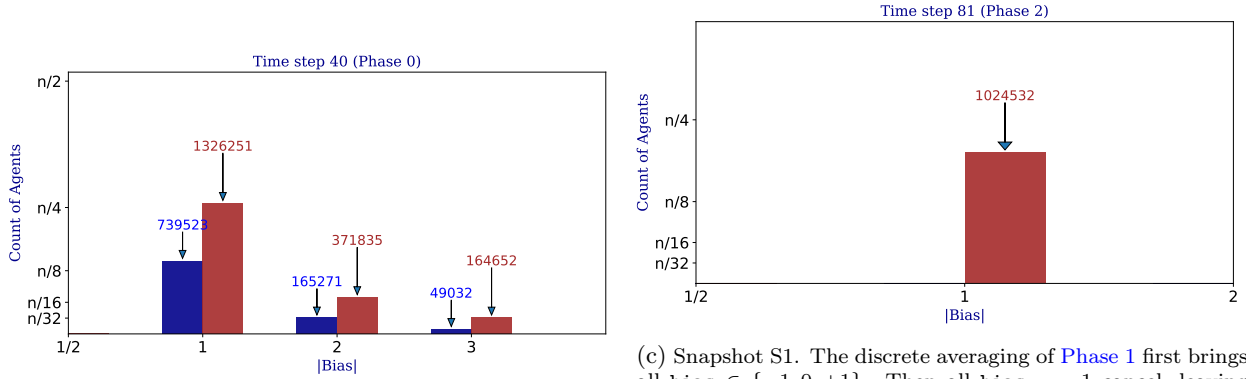 Time step 40 (Phase 0)
Count of Agents
n/2
n/4
n/8
n/16
n/32
1326251
739523
371835
165271
164652
49032
1/2
1
2
3
|Bias|
Time step 81 (Phase 2)
Count of Agents
n/4
n/8
n/16
n/32
1024532
1/2
1
2
|Bias|
(c) Snapshot S1. The discrete averaging of Phase 1 first brings